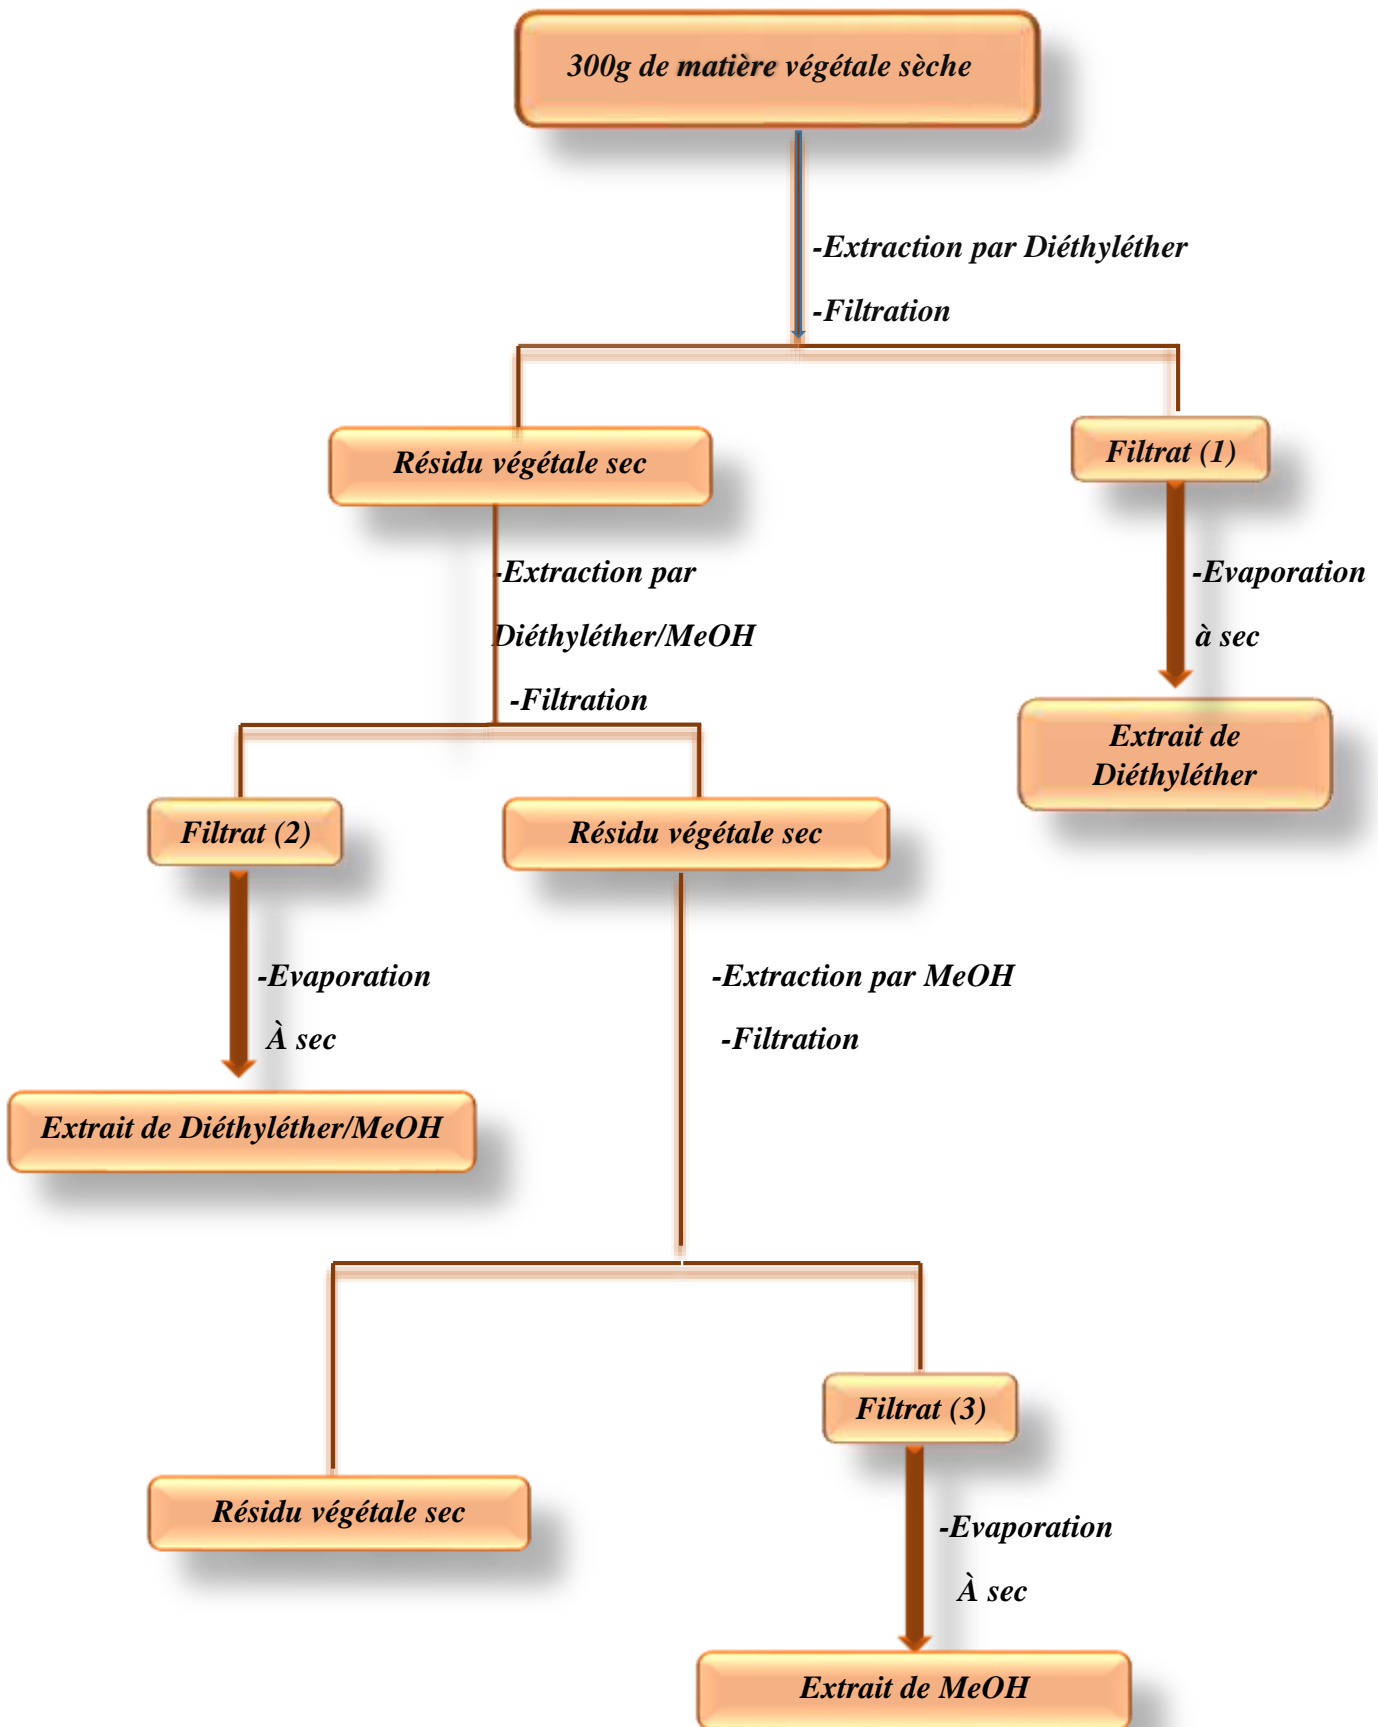 300g de matière végétale sèche
-Extraction par Diéthyléther
-Filtration
Résidu végétale sec
Filtrat (1)
-Extraction par
Diéthyléther/MeOH
-Filtration
-Evaporation
à sec
Extrait de
Diéthyléther
Filtrat (2)
Résidu végétale sec
-Evaporation
À sec
-Extraction par MeOH
-Filtration
Extrait de Diéthyléther/MeOH
Filtrat (3)
Résidu végétale sec
-Evaporation
À sec
Extrait de MeOH